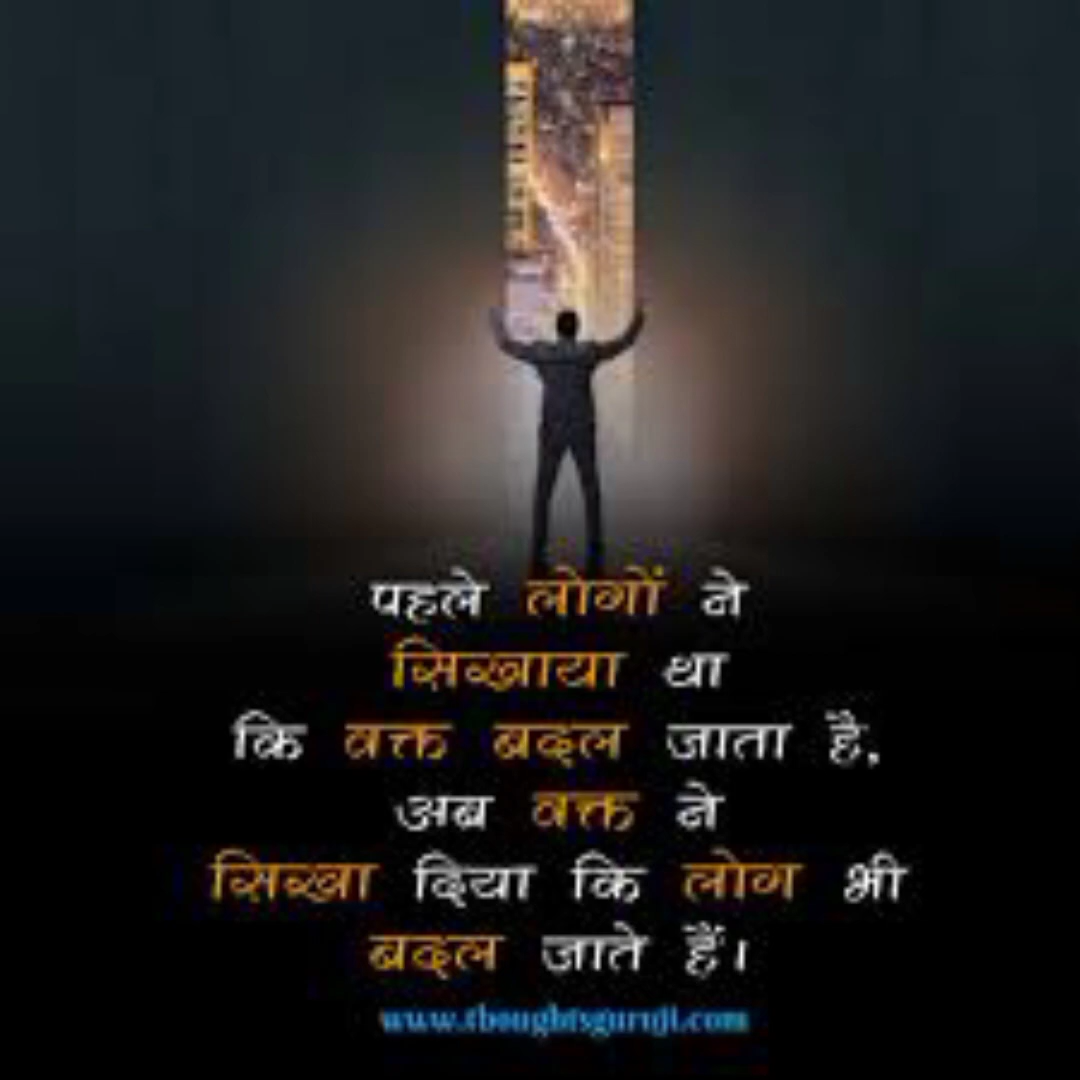 पहले लोगों ने
सिखाया था
कि वक्त बदल जाता है,
अब वक्त ने
सिखा दिया कि लोग भी
बदल जाते हैं।
www.thoughtsguruji.com